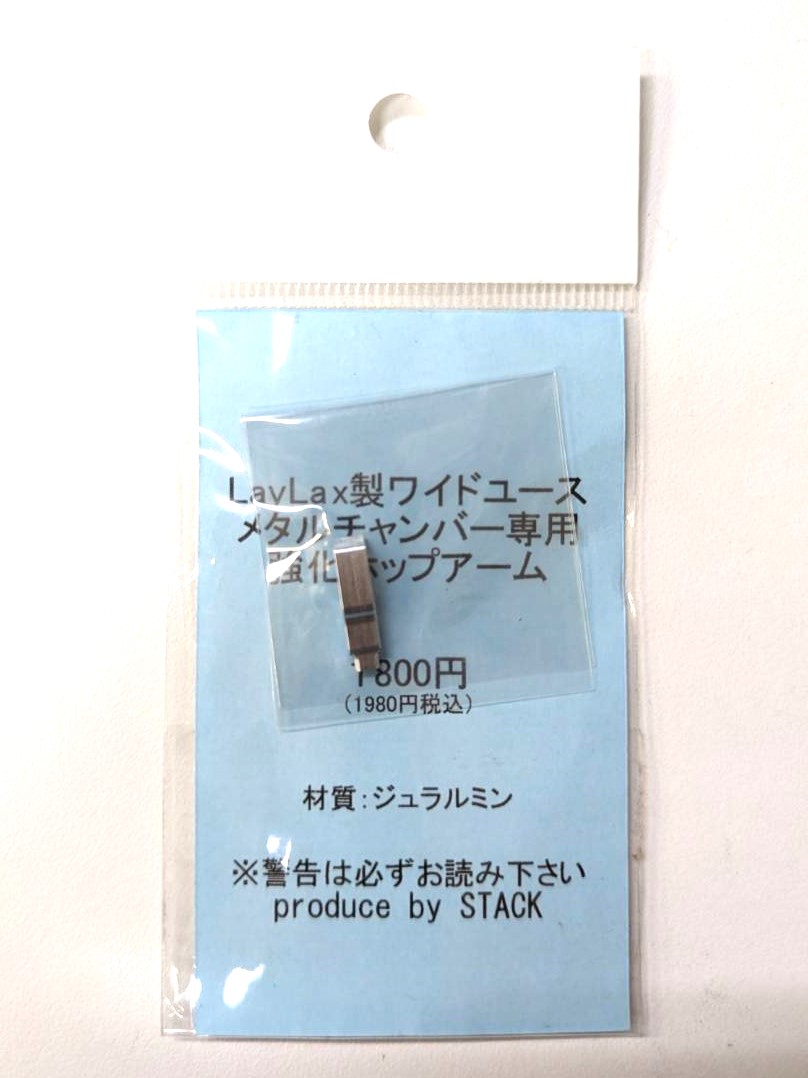 LayLax製ワイドユース
メタルチャンバー専用
強化ホップアーム
1800円
（1980円税込）
材質：ジュラルミン
※警告は必ずお読み下さい
produce by STACK